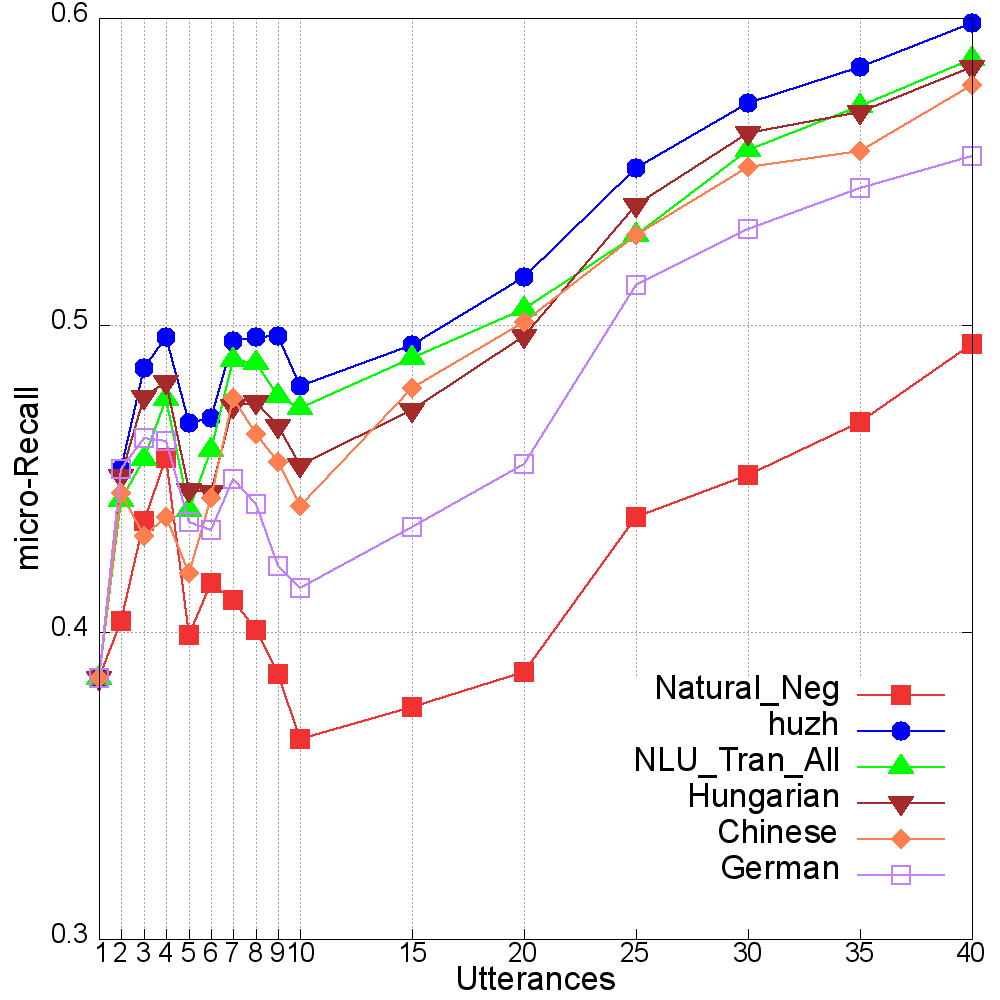 0.6
0.5
micro-Recall
0.4
Natural_Neg
huzh
NLU_Tran_All
Hungarian
Chinese
German
0.3
1 2 3 4 5 6 7 8 9 10 15 20 25 30 35 40
Utterances